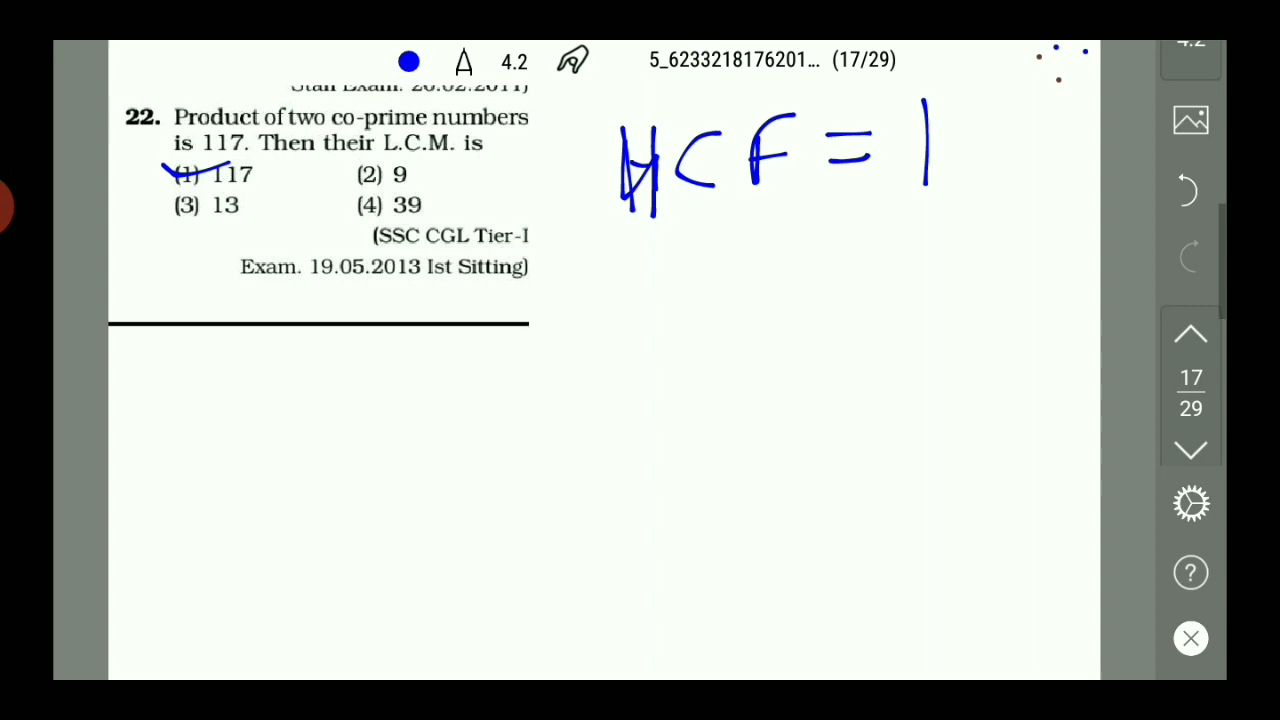 4.2 5_6233218176201... (17/29)
22. Product of two co-prime numbers
is 117. Then their L.C.M. is
(1) 117 (2) 9
(3) 13 (4) 39
(SSC CGL Tier-I
Exam. 19.05.2013 Ist Sitting)
HCF = 1
4.2
17
29
?